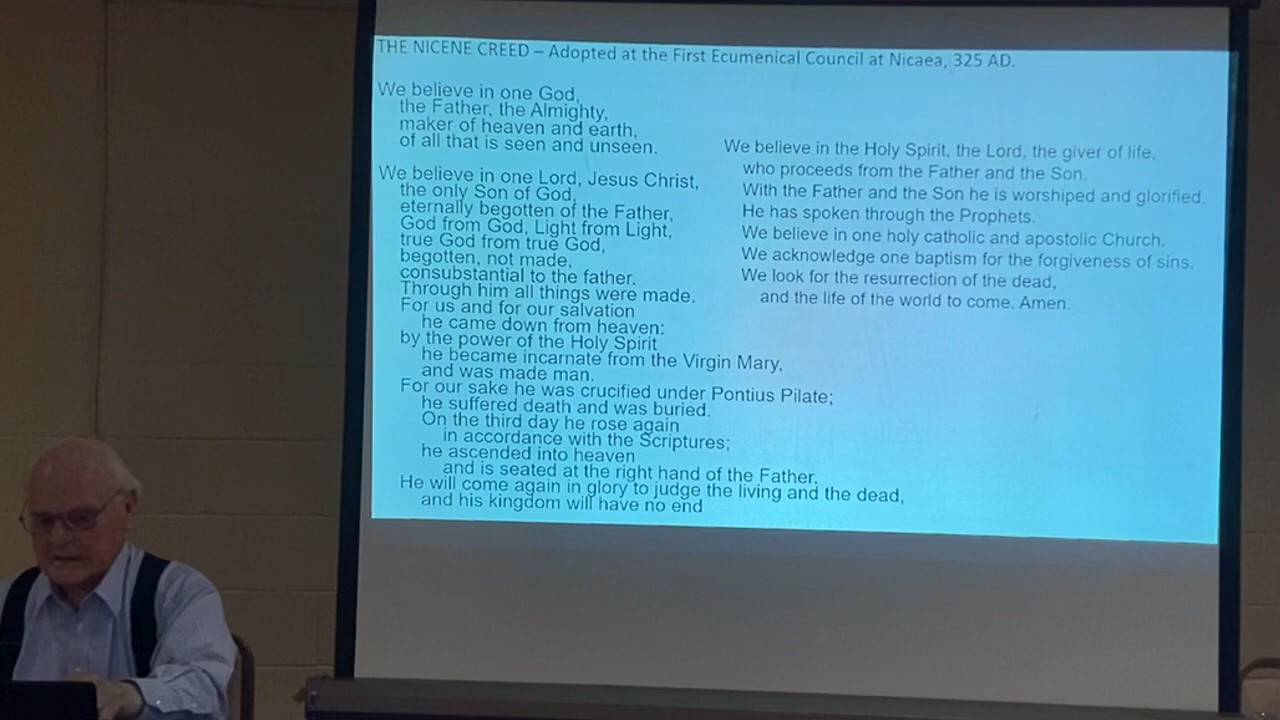 THE NICENE CREED – Adopted at the First Ecumenical Council at Nicaea, 325 AD.
We believe in one God,
the Father, the Almighty,
maker of heaven and earth,
of all that is seen and unseen.
We believe in one Lord, Jesus Christ,
the only Son of God,
eternally begotten of the Father,
God from God, Light from Light,
true God from true God,
begotten, not made,
consubstantial to the father.
Through him all things were made.
For us and for our salvation
he came down from heaven:
by the power of the Holy Spirit
he became incarnate from the Virgin Mary,
and was made man.
For our sake he was crucified under Pontius Pilate;
he suffered death and was buried.
On the third day he rose again
in accordance with the Scriptures;
he ascended into heaven
and is seated at the right hand of the Father.
He will come again in glory to judge the living and the dead,
and his kingdom will have no end
We believe in the Holy Spirit, the Lord, the giver of life,
who proceeds from the Father and the Son.
With the Father and the Son he is worshiped and glorified.
He has spoken through the Prophets.
We believe in one holy catholic and apostolic Church.
We acknowledge one baptism for the forgiveness of sins.
We look for the resurrection of the dead,
and the life of the world to come. Amen.